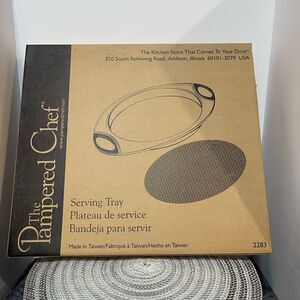 The Kitchen Store That Comes To Your Door
350 South Rohlwing Road, Addison, Illinois 60101-3079 USA
The
Pampered Chef
www.pamperedchef.com
Serving Tray
Plateau de service
Bandeja para servir
Made in Taiwan/Fabriqué à Taiwan/Hecho en Taiwan
2283